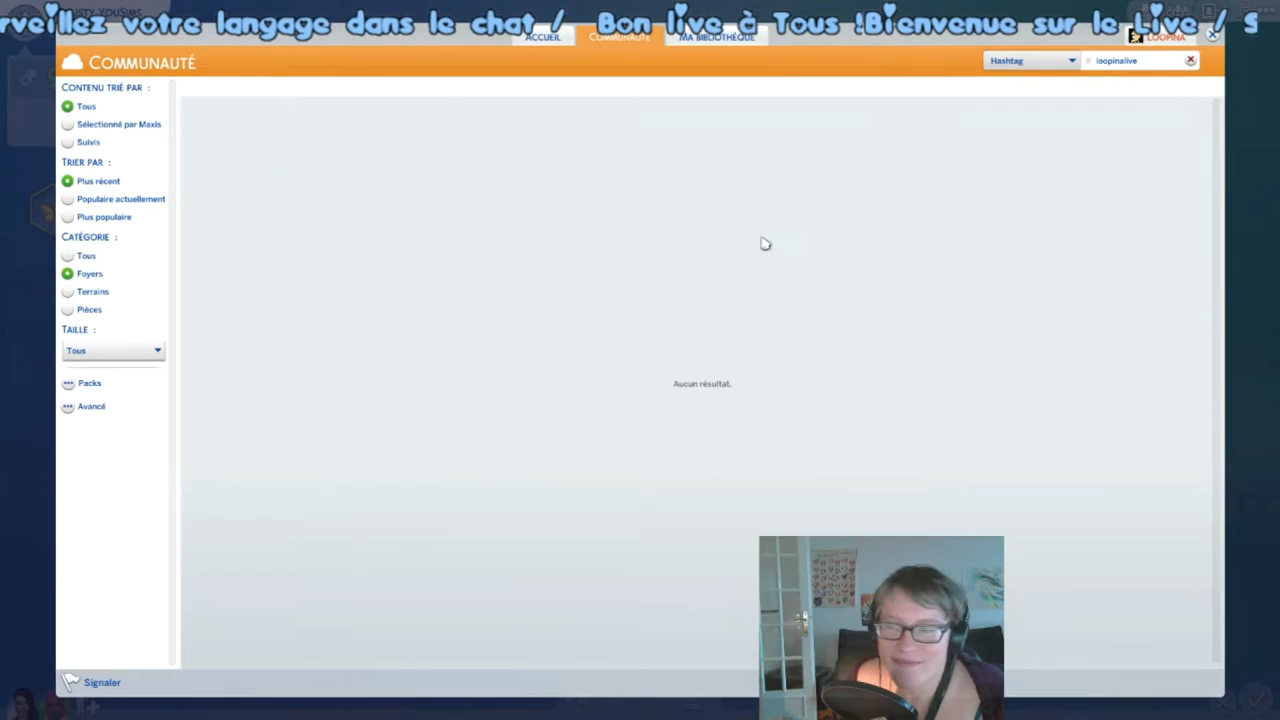 rveillez votre langage dans le chat / Bon live à Tous !Bienvenue sur le Live / S
ACCUEIL
COMMUNAUTÉ
MA BIBLIOTHÈQUE
LOOPINA
COMMUNAUTÉ
Hashtag
# loopinalive
CONTENU TRIÉ PAR :
Tous
Sélectionné par Maxis
Suivis
TRIER PAR :
Plus récent
Populaire actuellement
Plus populaire
CATÉGORIE :
Tous
Foyers
Terrains
Pièces
TAILLE :
Tous
Packs
Avancé
Aucun résultat.
Signaler